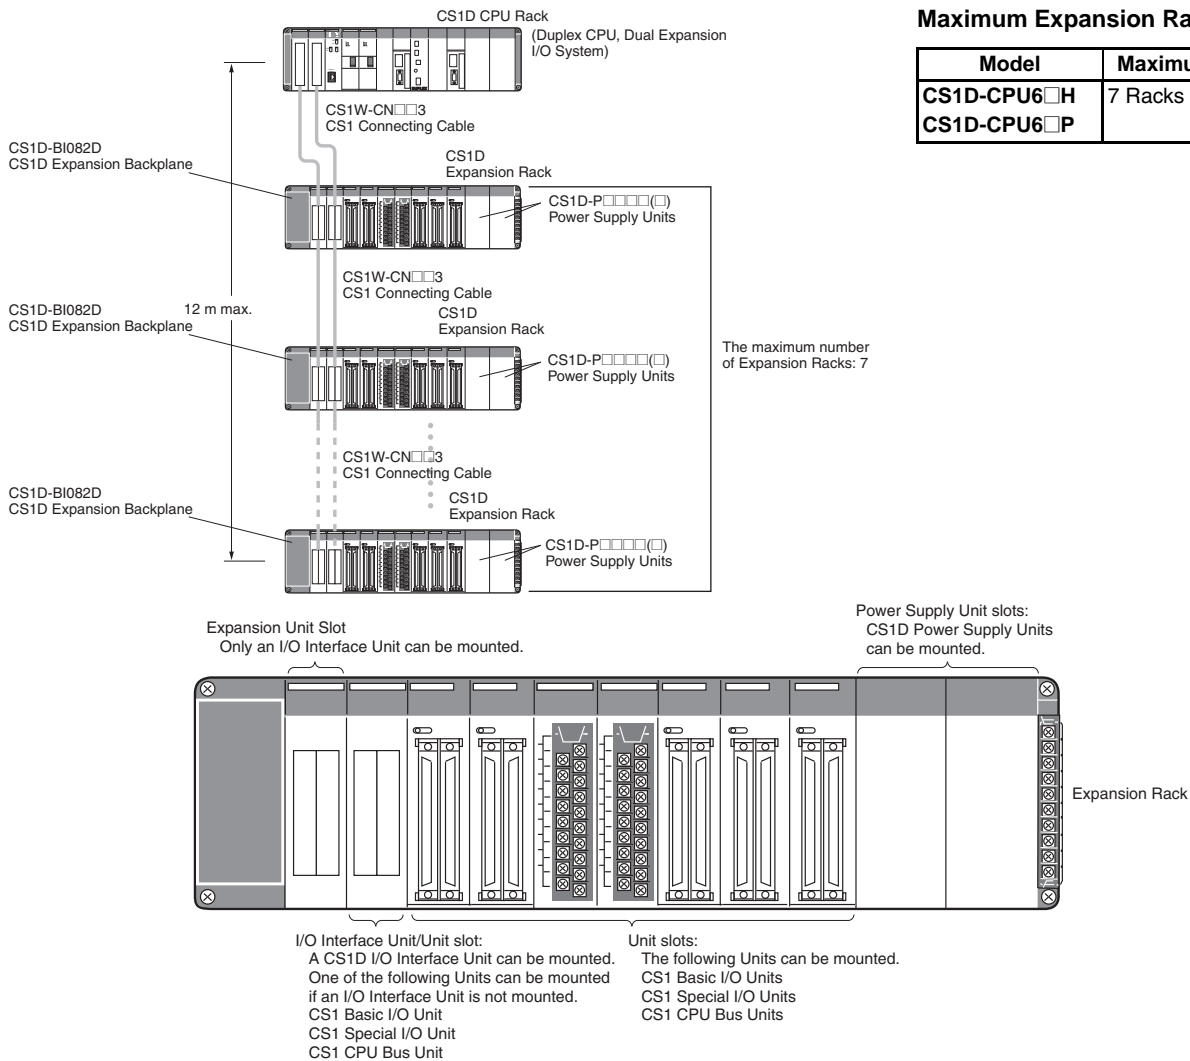 CS1D CPU Rack
(Duplex CPU, Dual Expansion
I/O System)
CS1W-CN□□3
CS1 Connecting Cable
CS1D-BI082D
CS1D Expansion Backplane
CS1D
Expansion Rack
CS1D-P□□□□(□)
Power Supply Units
CS1W-CN□□3
CS1 Connecting Cable
CS1D-BI082D
CS1D Expansion Backplane
12 m max.
CS1D
Expansion Rack
CS1D-P□□□□(□)
Power Supply Units
The maximum number
of Expansion Racks: 7
CS1W-CN□□3
CS1 Connecting Cable
CS1D-BI082D
CS1D Expansion Backplane
CS1D
Expansion Rack
CS1D-P□□□□(□)
Power Supply Units
Maximum Expansion Ra
Model
Maximu
CS1D-CPU6□H
7 Racks
CS1D-CPU6□P
Expansion Unit Slot
Only an I/O Interface Unit can be mounted.
Power Supply Unit slots:
CS1D Power Supply Units
can be mounted.
Expansion Rack
I/O Interface Unit/Unit slot:
A CS1D I/O Interface Unit can be mounted.
One of the following Units can be mounted
if an I/O Interface Unit is not mounted.
CS1 Basic I/O Unit
CS1 Special I/O Unit
CS1 CPU Bus Unit
Unit slots:
The following Units can be mounted.
CS1 Basic I/O Units
CS1 Special I/O Units
CS1 CPU Bus Units